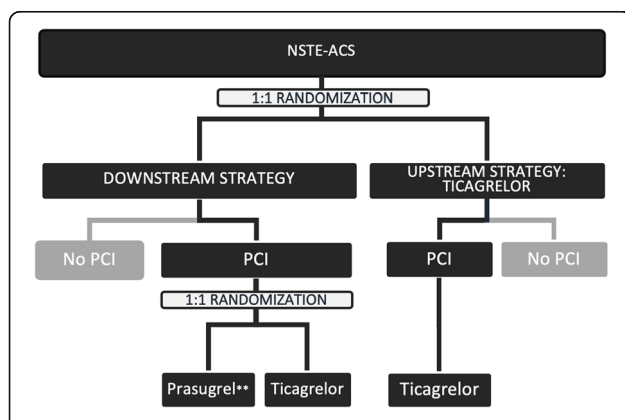 NSTE-ACS
1:1 RANDOMIZATION
DOWNSTREAM STRATEGY
UPSTREAM STRATEGY:
TICAGRELOR
No PCI
PCI
PCI
No PCI
1:1 RANDOMIZATION
Prasugrel**
Ticagrelor
Ticagrelor